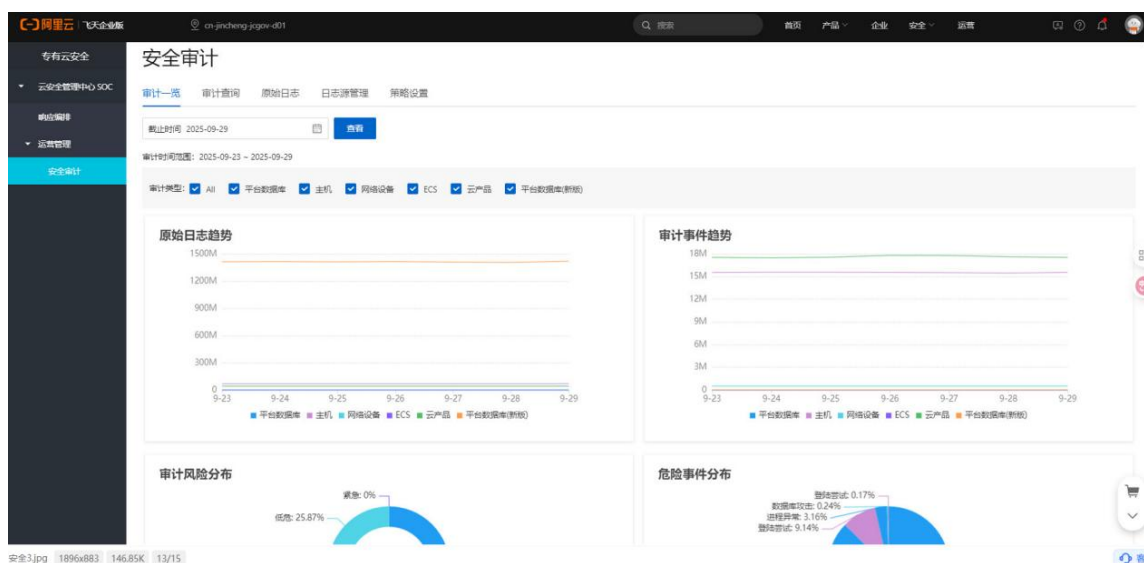 阿里云 飞天企业版 cn-jincheng-jcgov-d01 搜索 首页 产品 企业 安全 运营
专有云安全
云安全管理中心 SOC
响应编排
运营管理
安全审计
安全审计
审计一览 审计查询 原始日志 日志源管理 策略设置
截止时间 2025-09-29 查看
审计时间范围: 2025-09-23 ~ 2025-09-29
审计类型: All 平台数据库 主机 网络设备 ECS 云产品 平台数据库(新版)
原始日志趋势
1500M
1200M
900M
600M
300M
0
9-23 9-24 9-25 9-26 9-27 9-28 9-29
平台数据库 主机 网络设备 ECS 云产品 平台数据库(新版)
审计事件趋势
18M
15M
12M
9M
6M
3M
0
9-23 9-24 9-25 9-26 9-27 9-28 9-29
平台数据库 主机 网络设备 ECS 云产品 平台数据库(新版)
审计风险分布
紧急: 0%
低危: 25.87%
危险事件分布
登陆尝试: 0.17%
数据库攻击: 0.24%
进程异常: 3.16%
登陆尝试: 9.14%
安全3.jpg 1896x883 146.85K 13/15